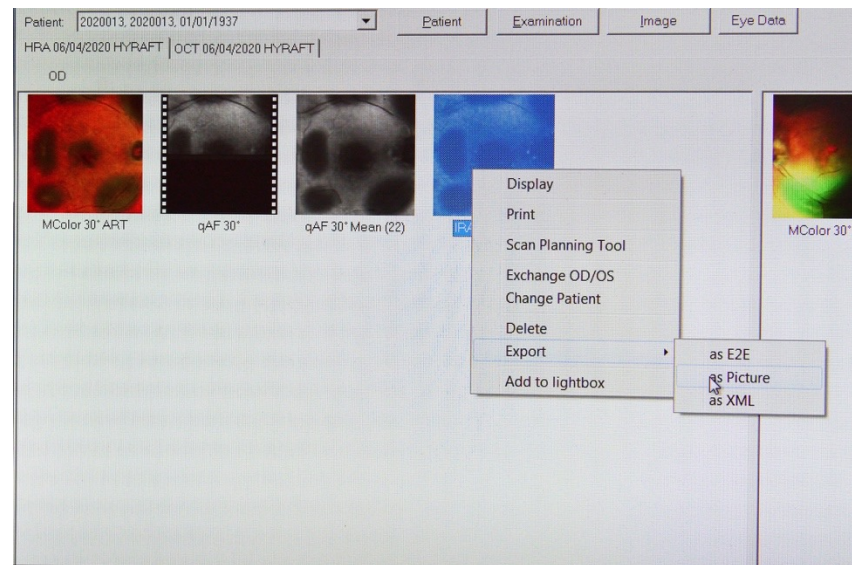 Patient: 2020013, 2020013, 01/01/1937 Patient Examination Image Eye Data
HRA 06/04/2020 HYRAFT OCT 06/04/2020 HYRAFT
OD
MColor 30° ART qAF 30° qAF 30° Mean (22) MColor 30°
Display
Print
Scan Planning Tool
Exchange OD/OS
Change Patient
Delete
Export
Add to lightbox
as E2E
as Picture
as XML